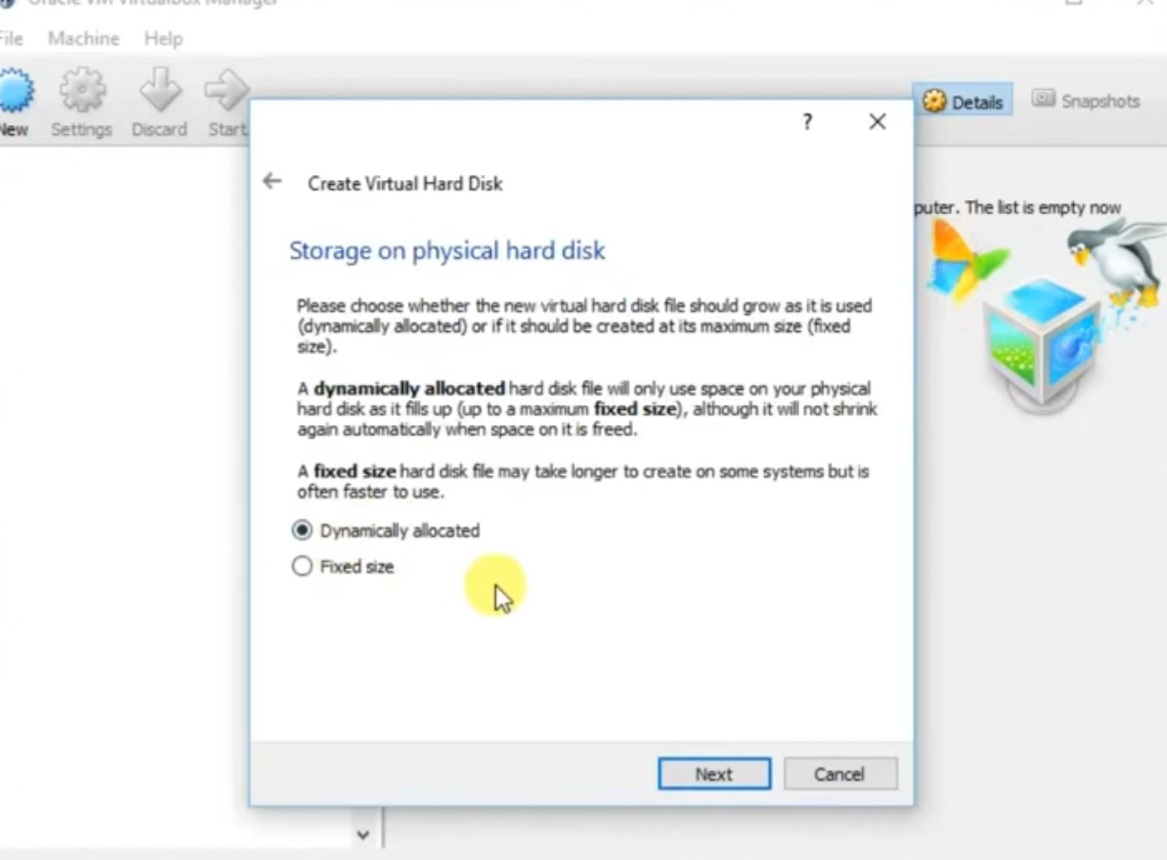 Oracle VM VirtualBox Manager
File Machine Help
New Settings Discard Start
Details Snapshots
? 
Create Virtual Hard Disk
puter. The list is empty now
Storage on physical hard disk
Please choose whether the new virtual hard disk file should grow as it is used
(dynamically allocated) or if it should be created at its maximum size (fixed
size).
A dynamically allocated hard disk file will only use space on your physical
hard disk as it fills up (up to a maximum fixed size), although it will not shrink
again automatically when space on it is freed.
A fixed size hard disk file may take longer to create on some systems but is
often faster to use.
Dynamically allocated
Fixed size
Next Cancel